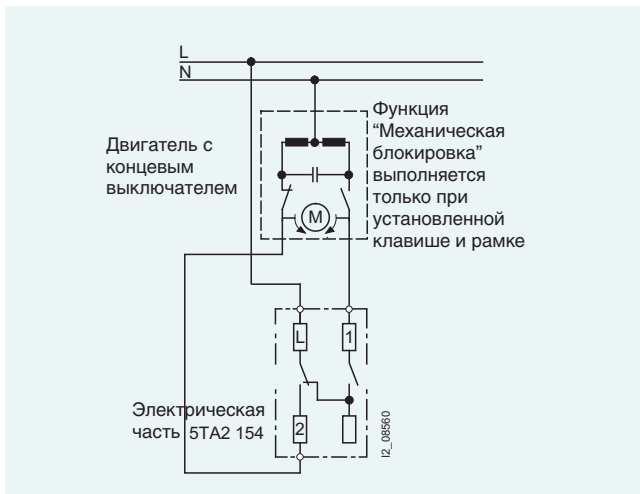 L
N
Функция
“Механическая
блокировка”
выполняется
только при
установленной
клавише и рамке
Двигатель с
концевым
выключателем
M
L
1
Электрическая
часть 5TA2 154
2
I2_08560